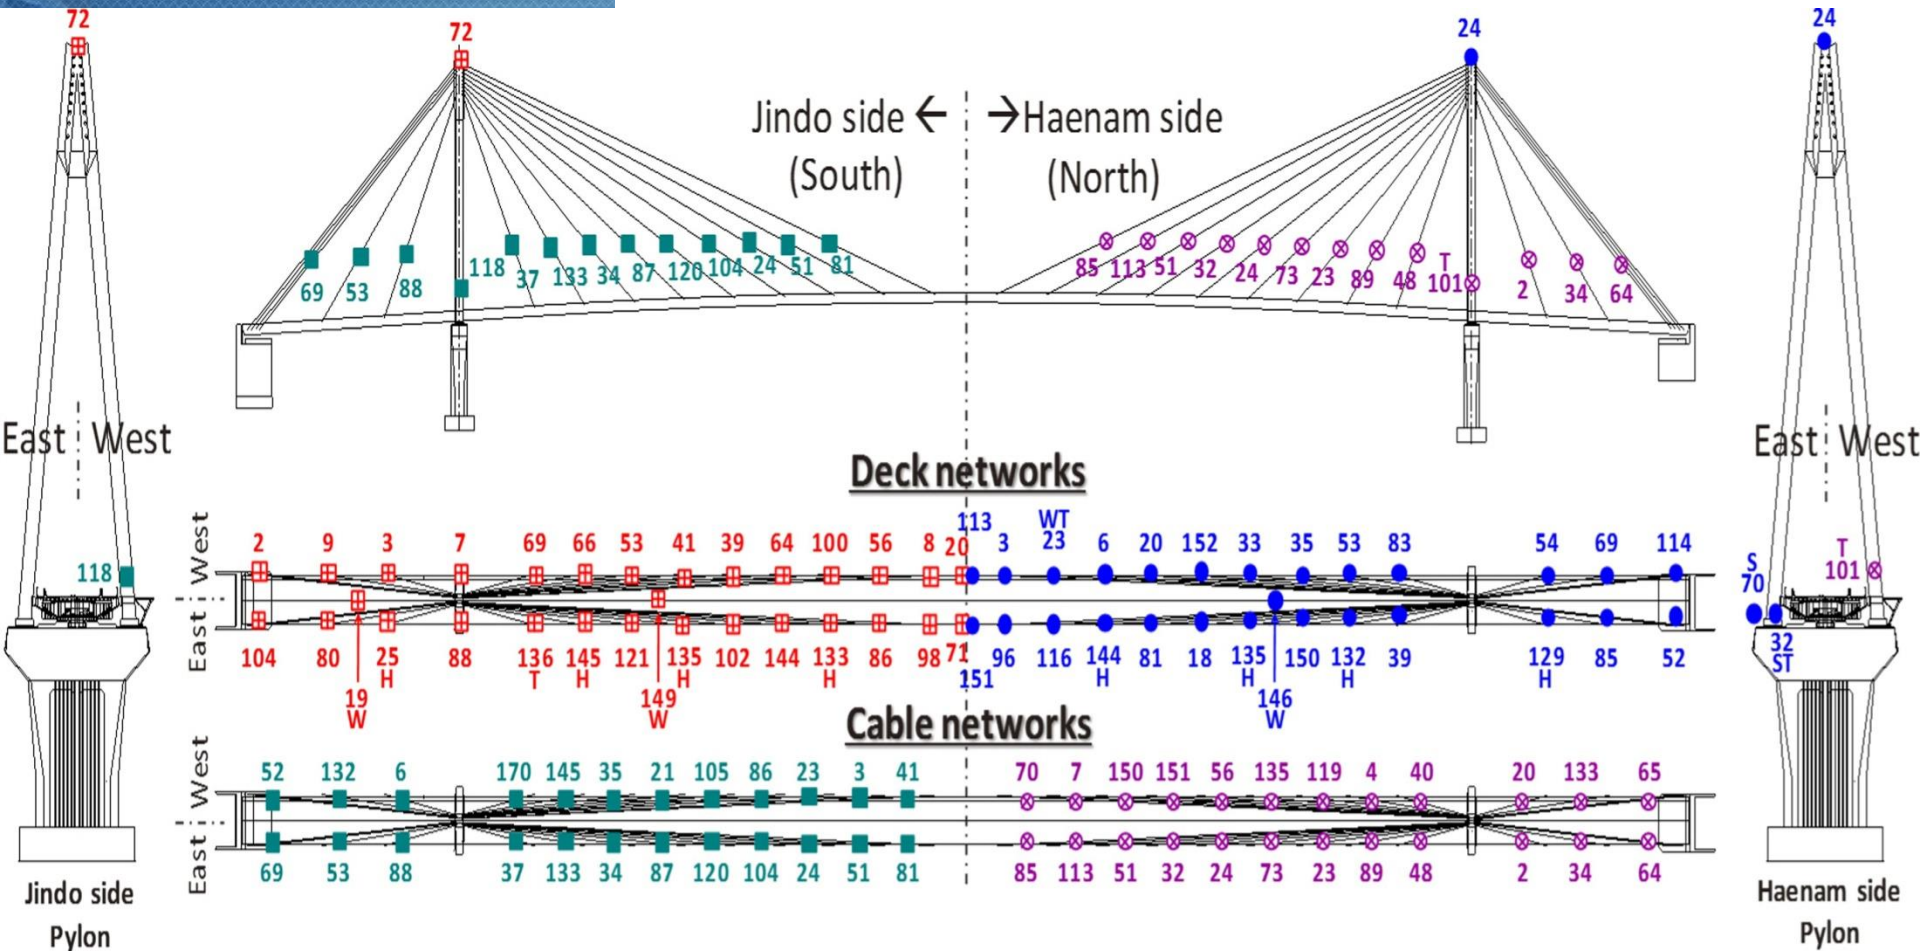 72
72
24
24
Jindo side ← → Haenam side
(South) (North)
69 53 88 118 37 133 34 87 120 104 24 51 81
85 113 51 32 24 73 23 89 48 T 101 2 34 64
East West
East West
Deck networks
118
S
70
T
101
32
ST
West
East
113 WT
2 9 3 7 69 66 53 41 39 64 100 56 8 20 3 23 6 20 152 33 35 53 83 54 69 114
104 80 25 88 136 145 121 135 102 144 133 86 98 71 96 116 144 81 18 135 150 132 39 129 85 52
H T H H H 151 H H H H
19 149 146
W W W
Cable networks
West
East
52 132 6 170 145 35 21 105 86 23 3 41 70 7 150 151 56 135 119 4 40 20 133 65
69 53 88 37 133 34 87 120 104 24 51 81 85 113 51 32 24 73 23 89 48 2 34 64
Jindo side
Pylon
Haenam side
Pylon